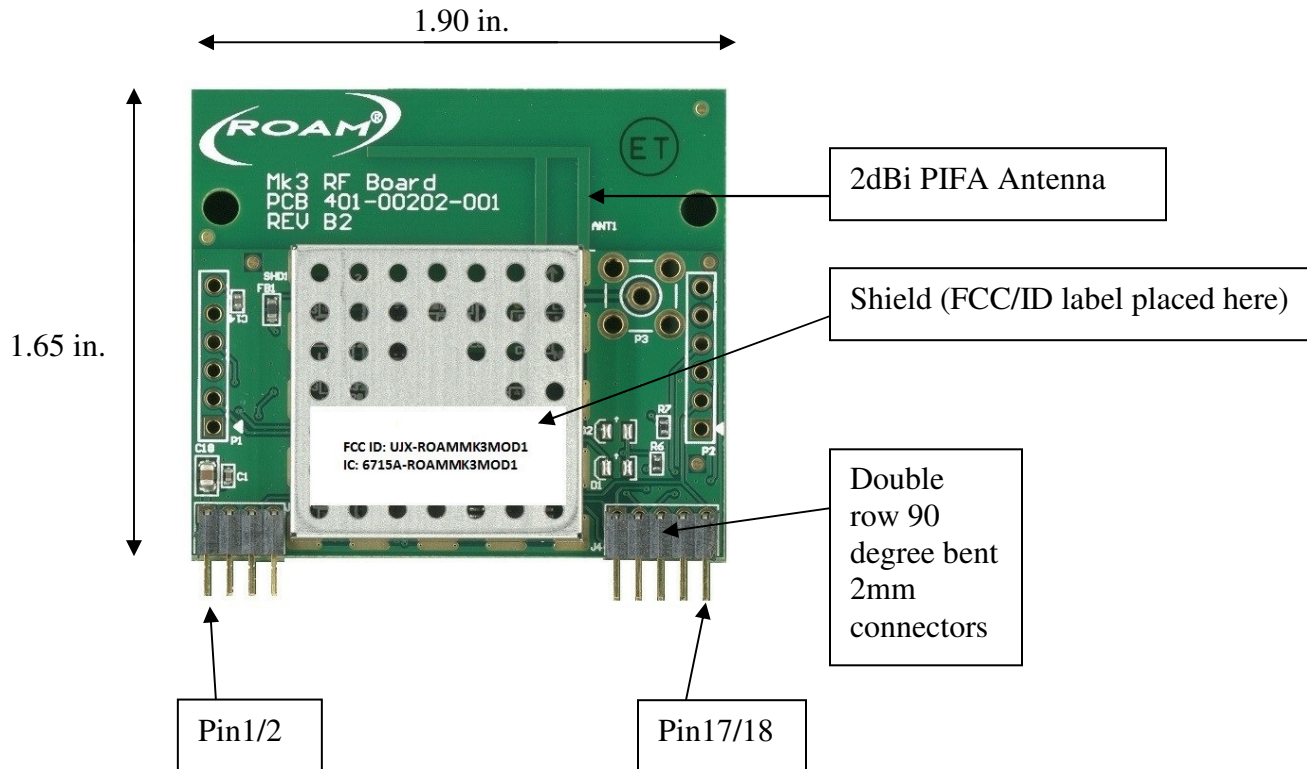 1.90 in.
ROAM®
ET
Mk3 RF Board
PCB 401-00202-001
REV B2
2dBi PIFA Antenna
ANT1
SHD1
FB1
C14
P3
Shield (FCC/ID label placed here)
1.65 in.
FCC ID: UJX-ROAMMK3MOD1
IC: 6715A-ROAMMK3MOD1
P1
C10
C1
R7
R6
P2
D1
J4
Double
row 90
degree bent
2mm
connectors
Pin1/2
Pin17/18